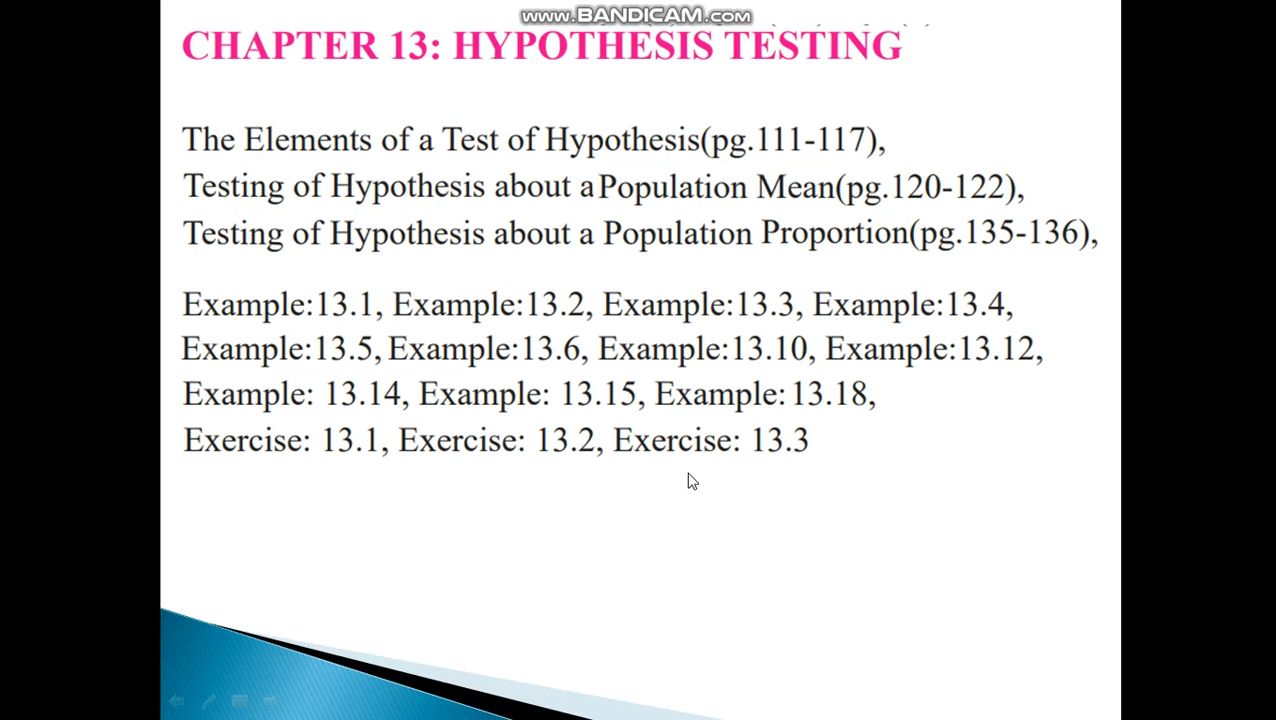 www.BANDICAM.com
CHAPTER 13: HYPOTHESIS TESTING
The Elements of a Test of Hypothesis(pg.111-117),
Testing of Hypothesis about a Population Mean(pg.120-122),
Testing of Hypothesis about a Population Proportion(pg.135-136),
Example:13.1, Example:13.2, Example:13.3, Example:13.4,
Example:13.5, Example:13.6, Example:13.10, Example:13.12,
Example: 13.14, Example: 13.15, Example: 13.18,
Exercise: 13.1, Exercise: 13.2, Exercise: 13.3